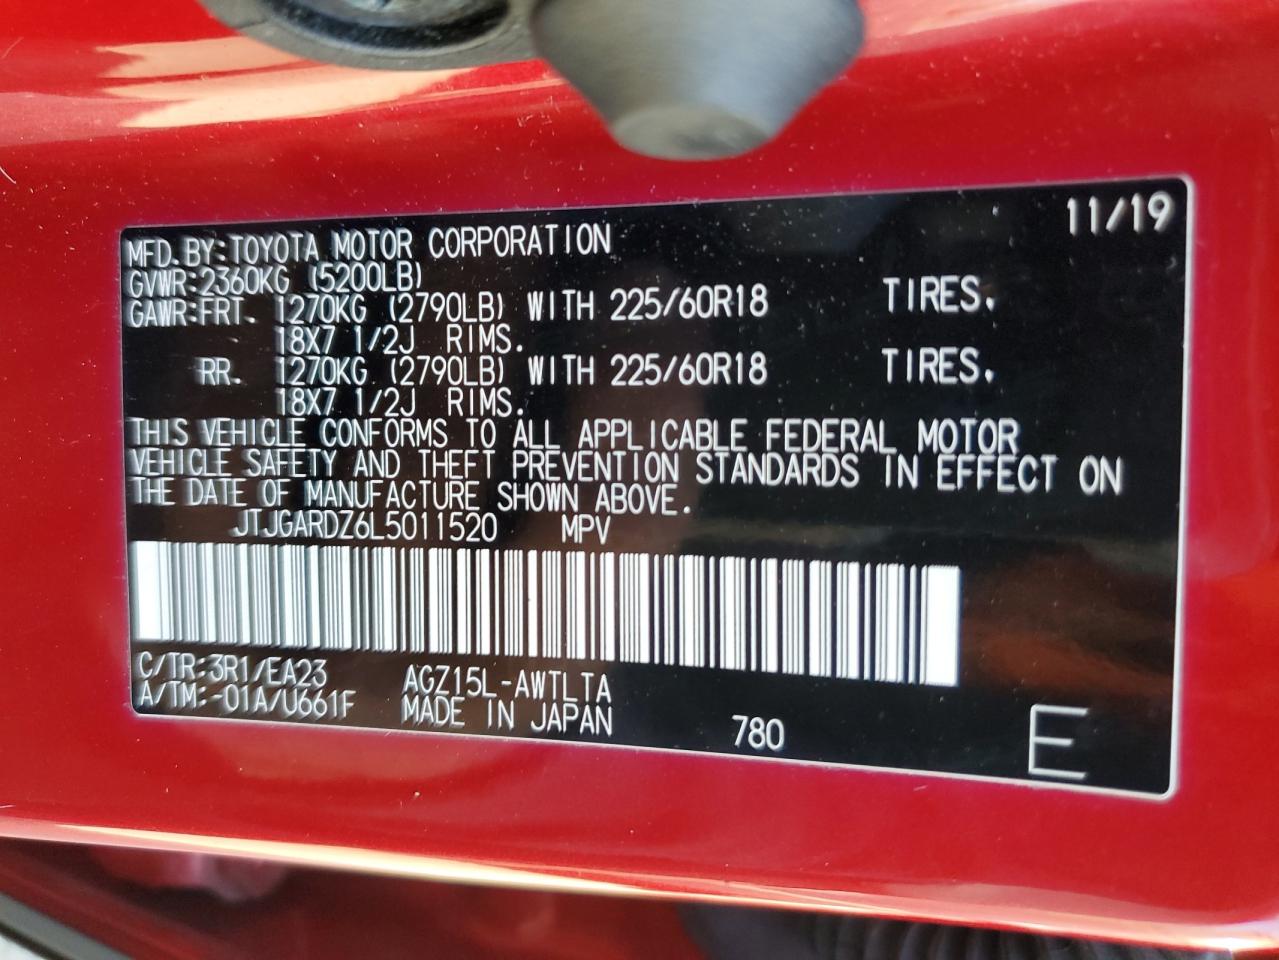 11/19
MFD.BY:TOYOTA MOTOR CORPORATION
GVWR:2360KG (5200LB)
GAWR:FRT. 1270KG (2790LB) WITH 225/60R18 TIRES,
18X7 1/2J RIMS.
RR. 1270KG (2790LB) WITH 225/60R18 TIRES,
18X7 1/2J RIMS.
THIS VEHICLE CONFORMS TO ALL APPLICABLE FEDERAL MOTOR
VEHICLE SAFETY AND THEFT PREVENTION STANDARDS IN EFFECT ON
THE DATE OF MANUFACTURE SHOWN ABOVE.
JTJGARDZ6L5011520 MPV
C/TR:3R1/EA23 AGZ15L-AWTLTA
A/TM:-01A/U661F MADE IN JAPAN 780 E